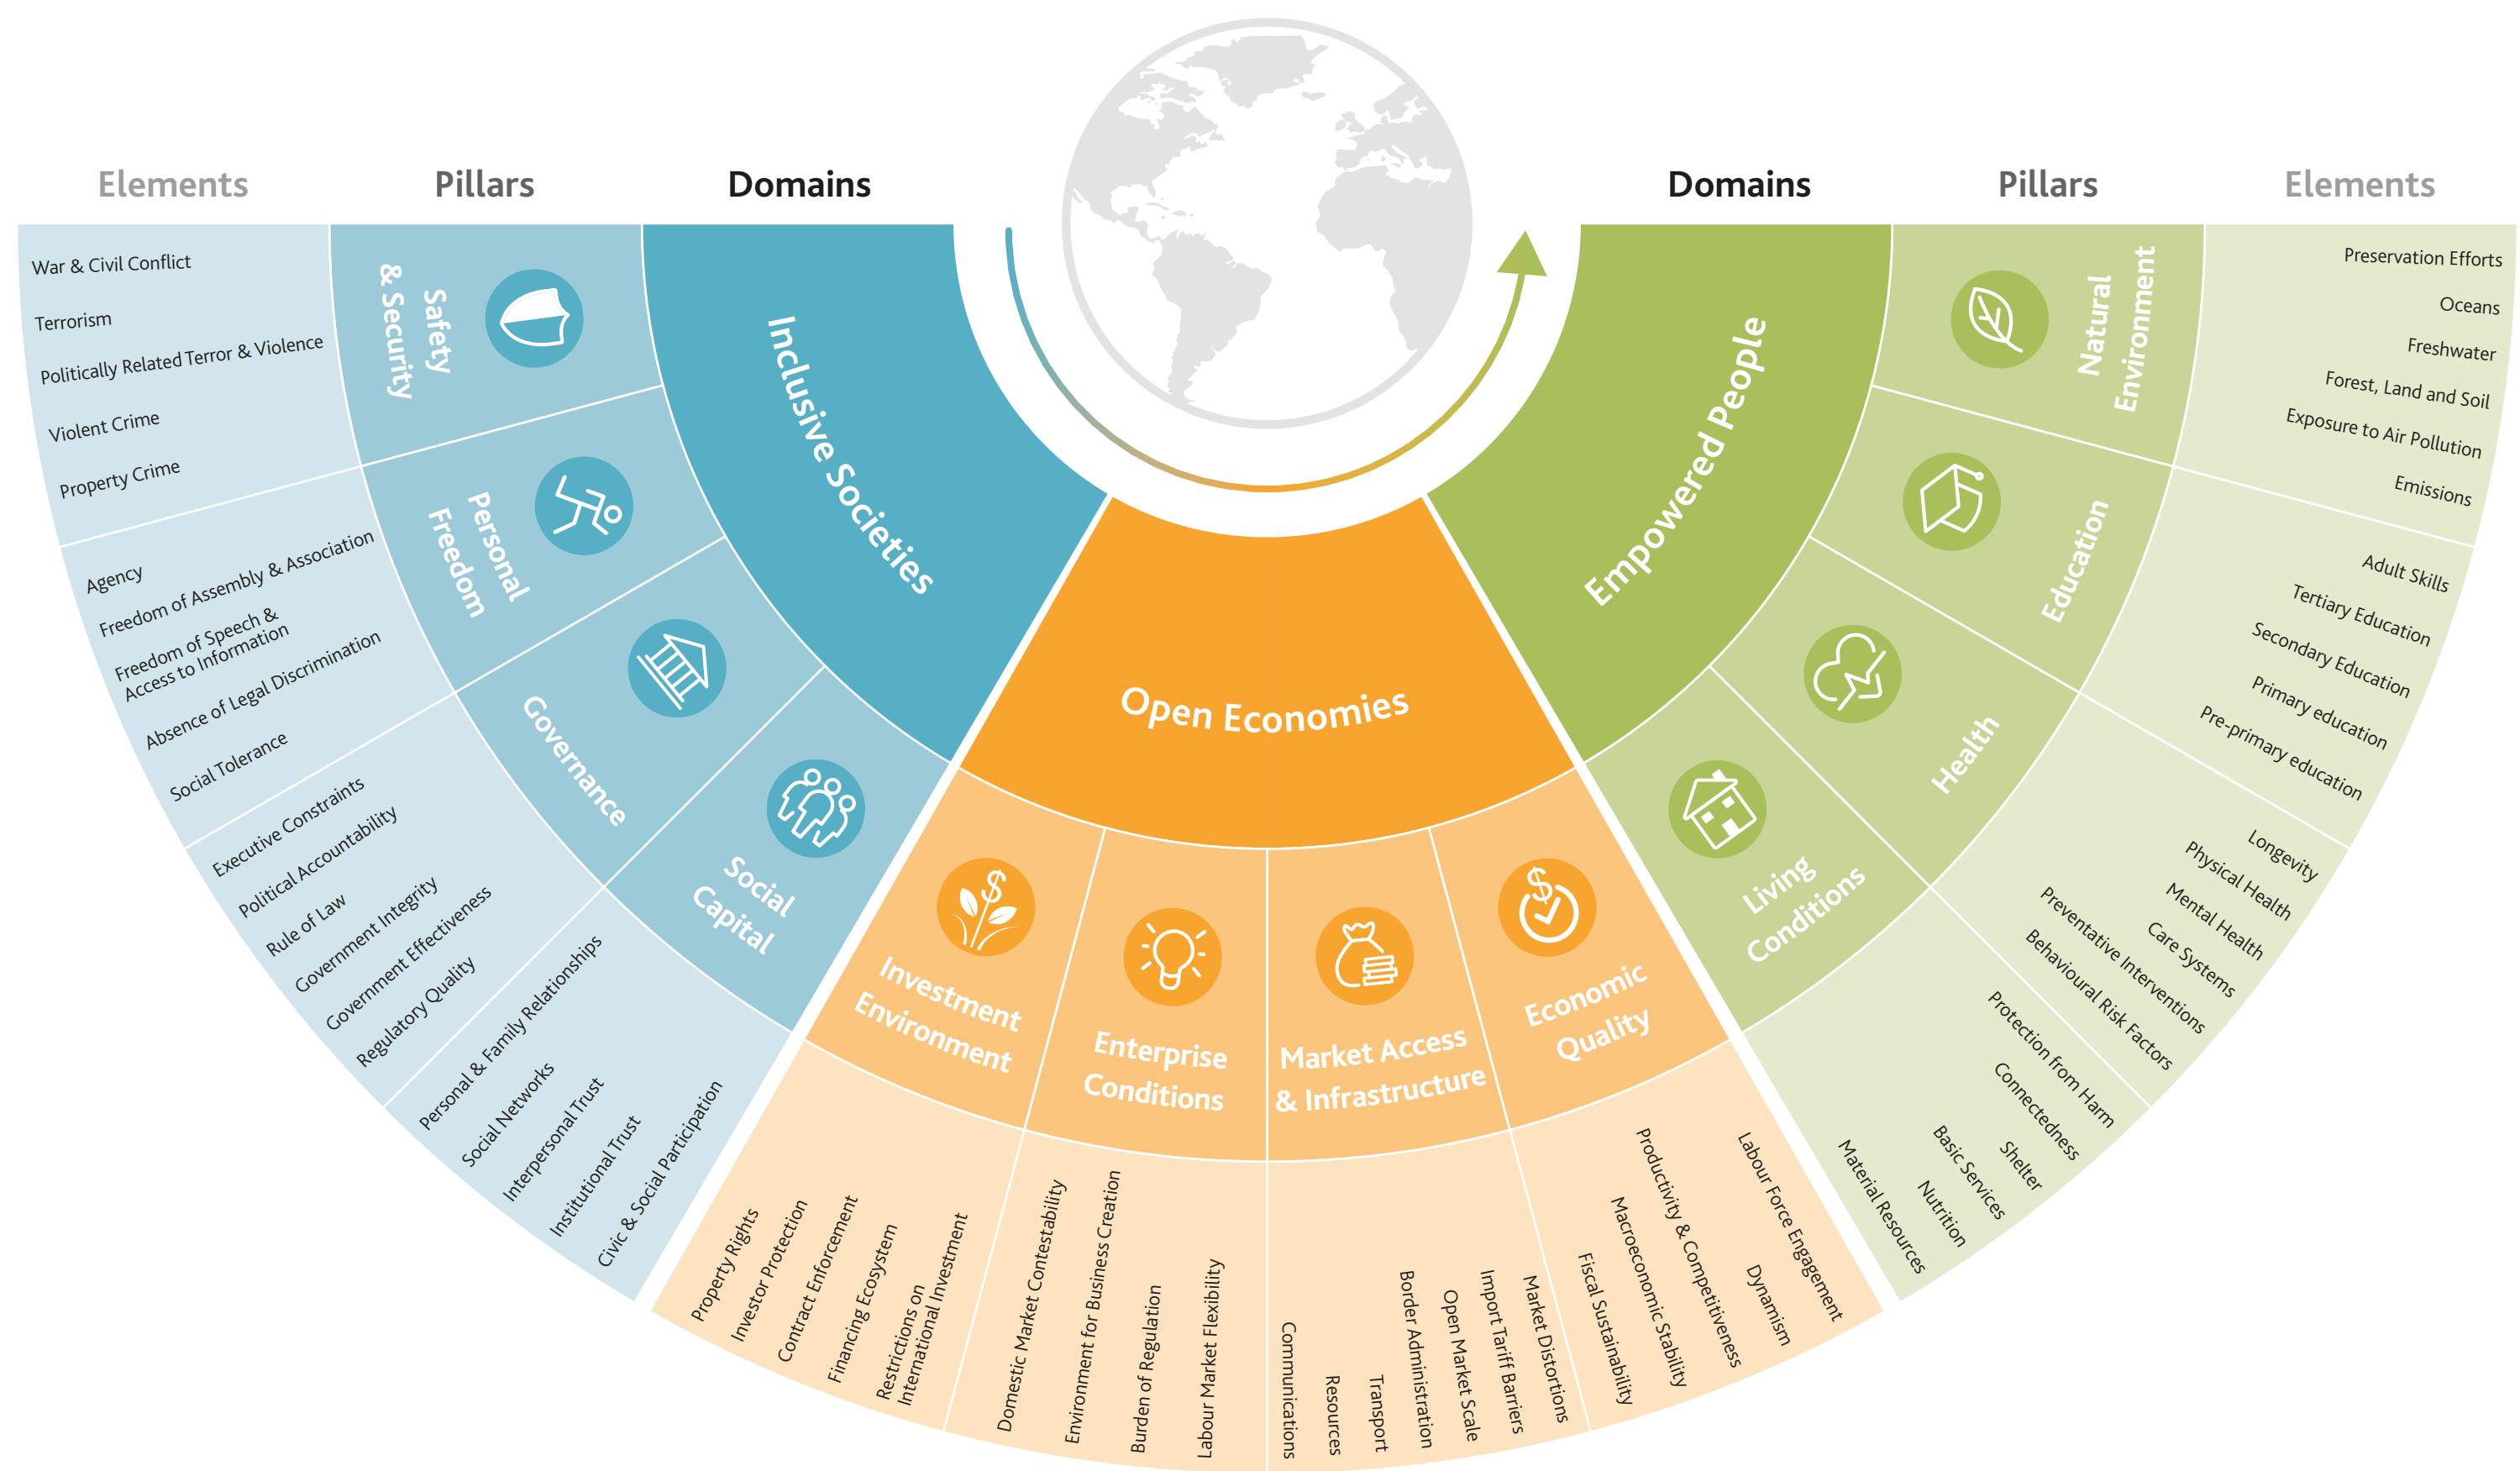 Elements
Pillars
Domains
Domains
Pillars
Elements
Inclusive Societies
Safety
& Security
War & Civil Conflict
Terrorism
Politically Related Terror & Violence
Violent Crime
Property Crime
Personal
Freedom
Agency
Freedom of Assembly & Association
Freedom of Speech &
Access to Information
Absence of Legal Discrimination
Social Tolerance
Governance
Executive Constraints
Political Accountability
Rule of Law
Government Integrity
Government Effectiveness
Regulatory Quality
Social
Capital
Personal & Family Relationships
Social Networks
Interpersonal Trust
Institutional Trust
Civic & Social Participation
Open Economies
$
Investment
Environment
Property Rights
Investor Protection
Contract Enforcement
Financing Ecosystem
Restrictions on
International Investment
Enterprise
Conditions
Domestic Market Contestability
Environment for Business Creation
Burden of Regulation
Labour Market Flexibility
Market Access
& Infrastructure
Communications
Resources
Transport
Border Administration
Open Market Scale
Import Tariff Barriers
Market Distortions
$
Economic
Quality
Fiscal Sustainability
Macroeconomic Stability
Productivity & Competitiveness
Dynamism
Labour Force Engagement
Empowered People
Living
Conditions
Material Resources
Nutrition
Basic Services
Shelter
Connectedness
Protection from Harm
Health
Behavioural Risk Factors
Preventative Interventions
Care Systems
Mental Health
Physical Health
Longevity
Education
Pre-primary education
Primary education
Secondary Education
Tertiary Education
Adult Skills
Natural
Environment
Emissions
Exposure to Air Pollution
Forest, Land and Soil
Freshwater
Oceans
Preservation Efforts